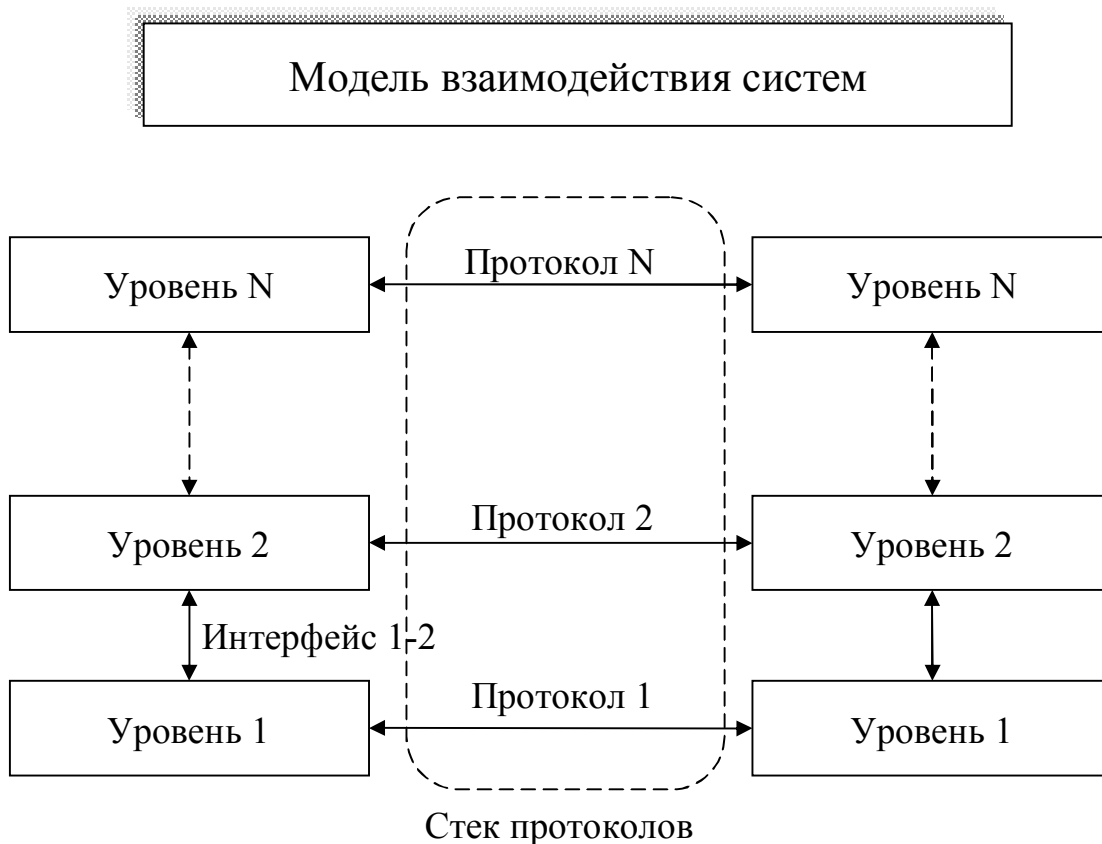 Модель взаимодействия систем
Протокол N
Уровень N
Уровень N
Протокол 2
Уровень 2
Уровень 2
Интерфейс 1-2
Протокол 1
Уровень 1
Уровень 1
Стек протоколов